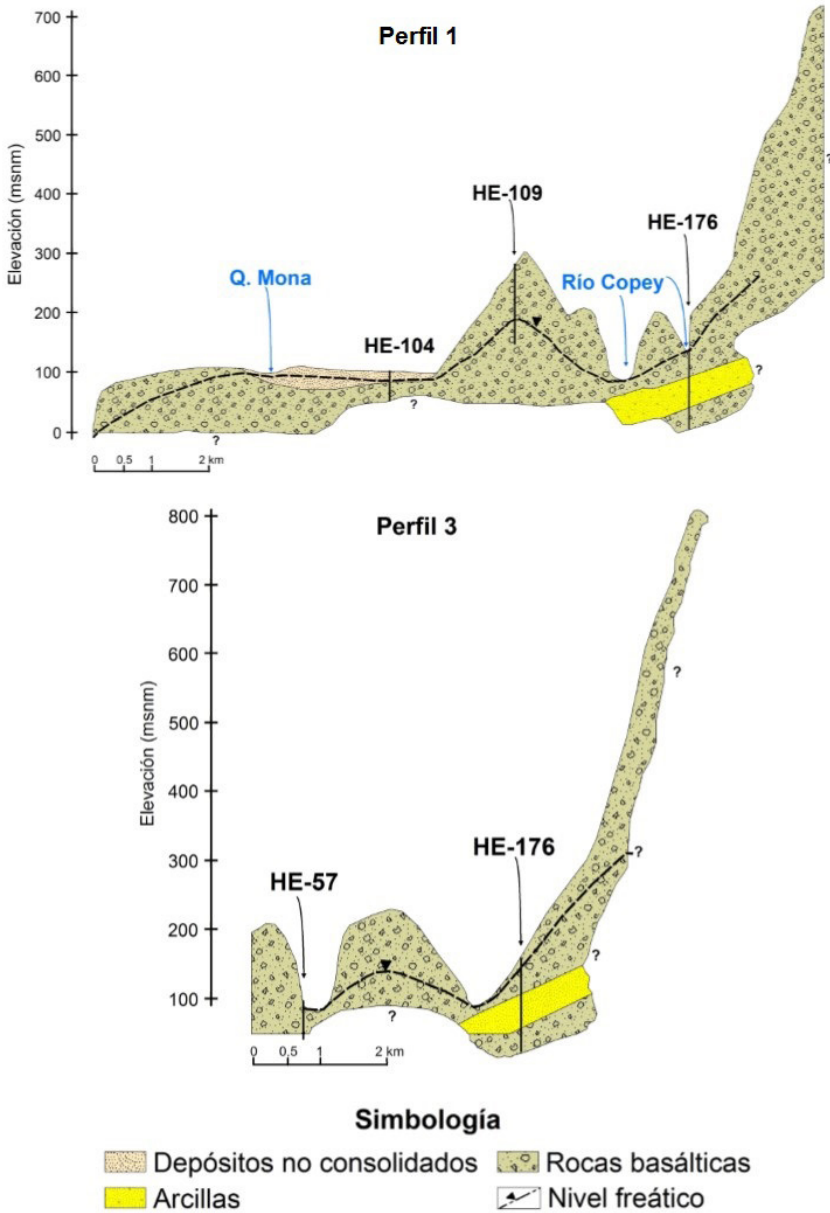 Perfil 1
Elevación (msnm)
700
600
500
400
300
200
100
0
HE-109
HE-176
Q. Mona
Río Copey
HE-104
?
?
?
?
0 0,5 1 2 km
Perfil 3
Elevación (msnm)
800
700
600
500
400
300
200
100
HE-176
HE-57
?
?
?
?
0 0,5 1 2 km
Simbología
Depósitos no consolidados
Rocas basálticas
Arcillas
Nivel freático